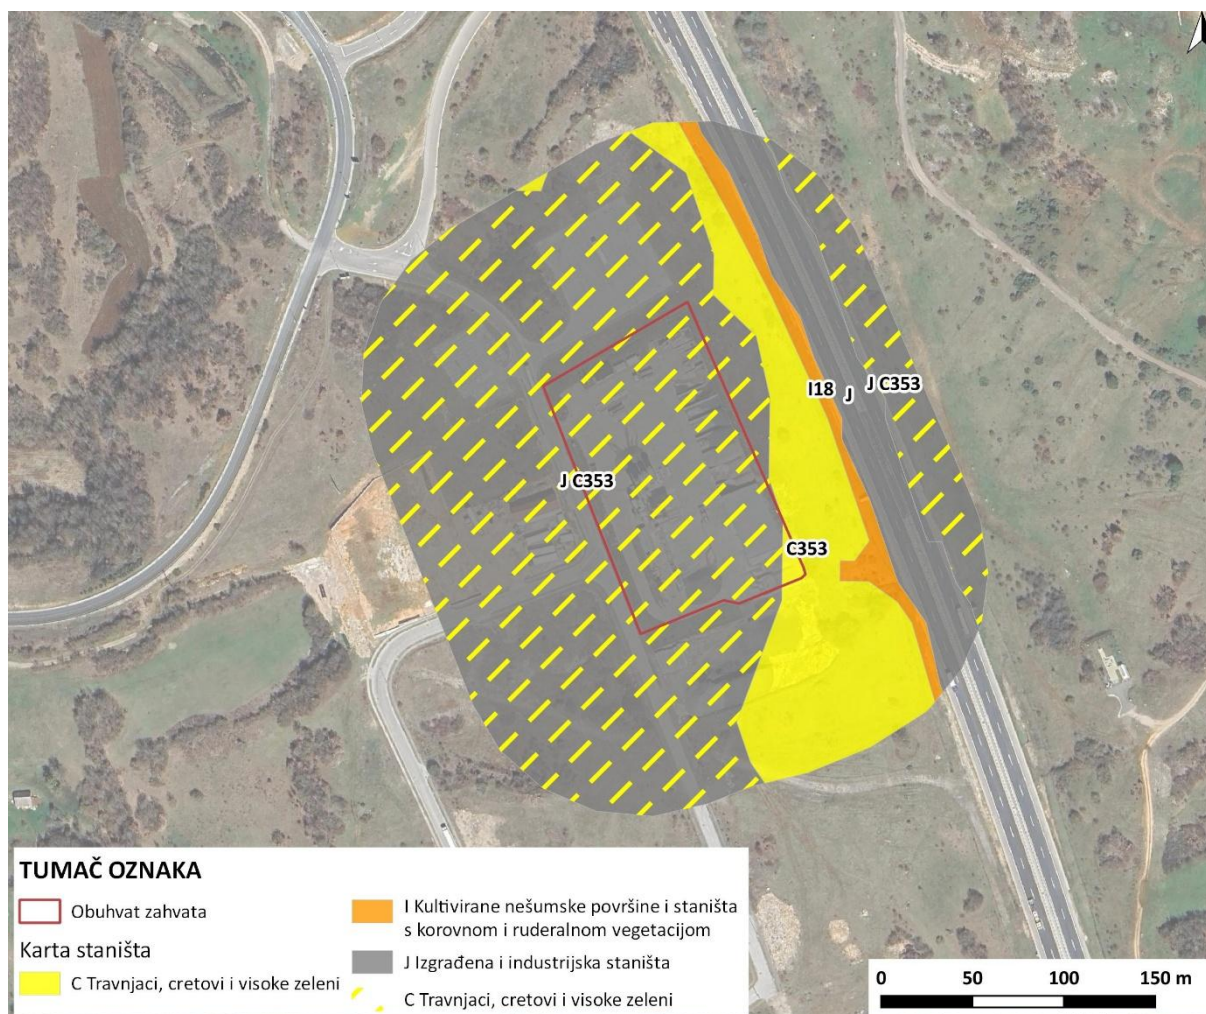 I18
J
J C353
J C353
C353
TUMAČ OZNAKA
Obuhvat zahvata
Karta staništa
C Travnjaci, cretovi i visoke zeleni
I Kultivirane nešumske površine i staništa
s korovnom i ruderalnom vegetacijom
J Izgrađena i industrijska staništa
C Travnjaci, cretovi i visoke zeleni
0 50 100 150 m